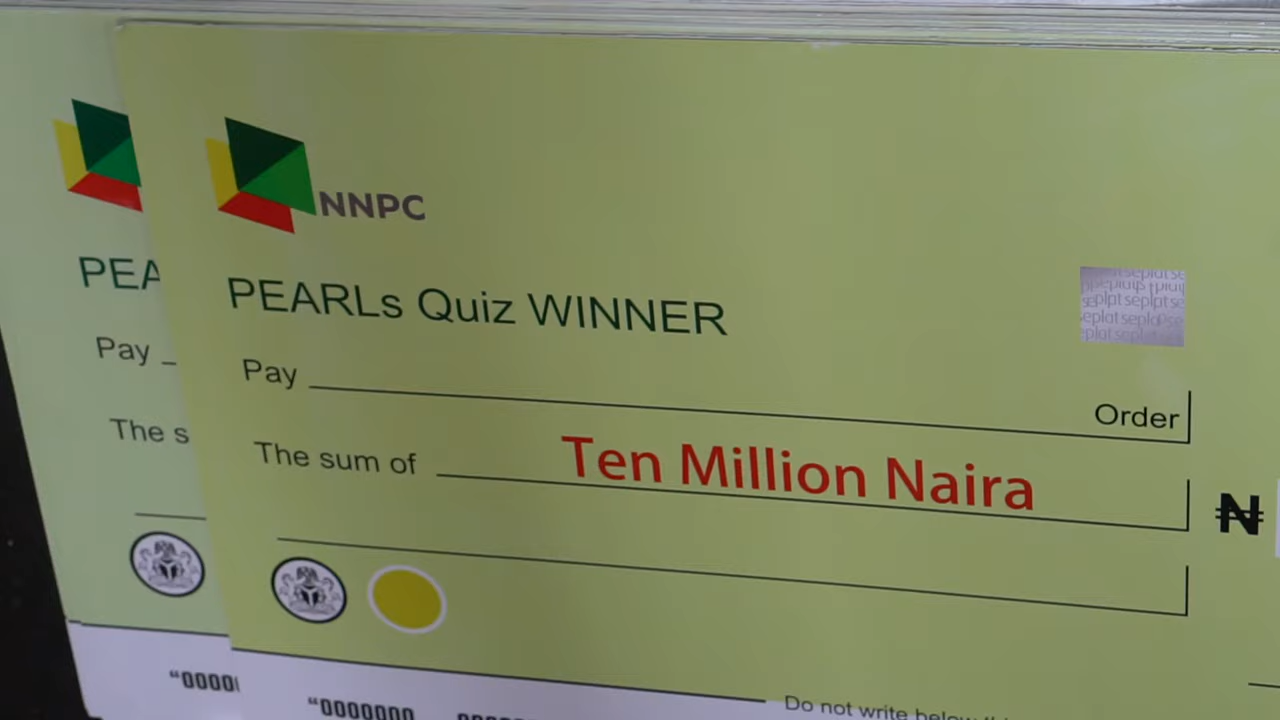 NNPC
PEARLs Quiz WINNER
Pay
Order
The sum of Ten Million Naira
₦
Do not write below
"0000000
PEA
Pay
The s
"0000
seplat seplat se